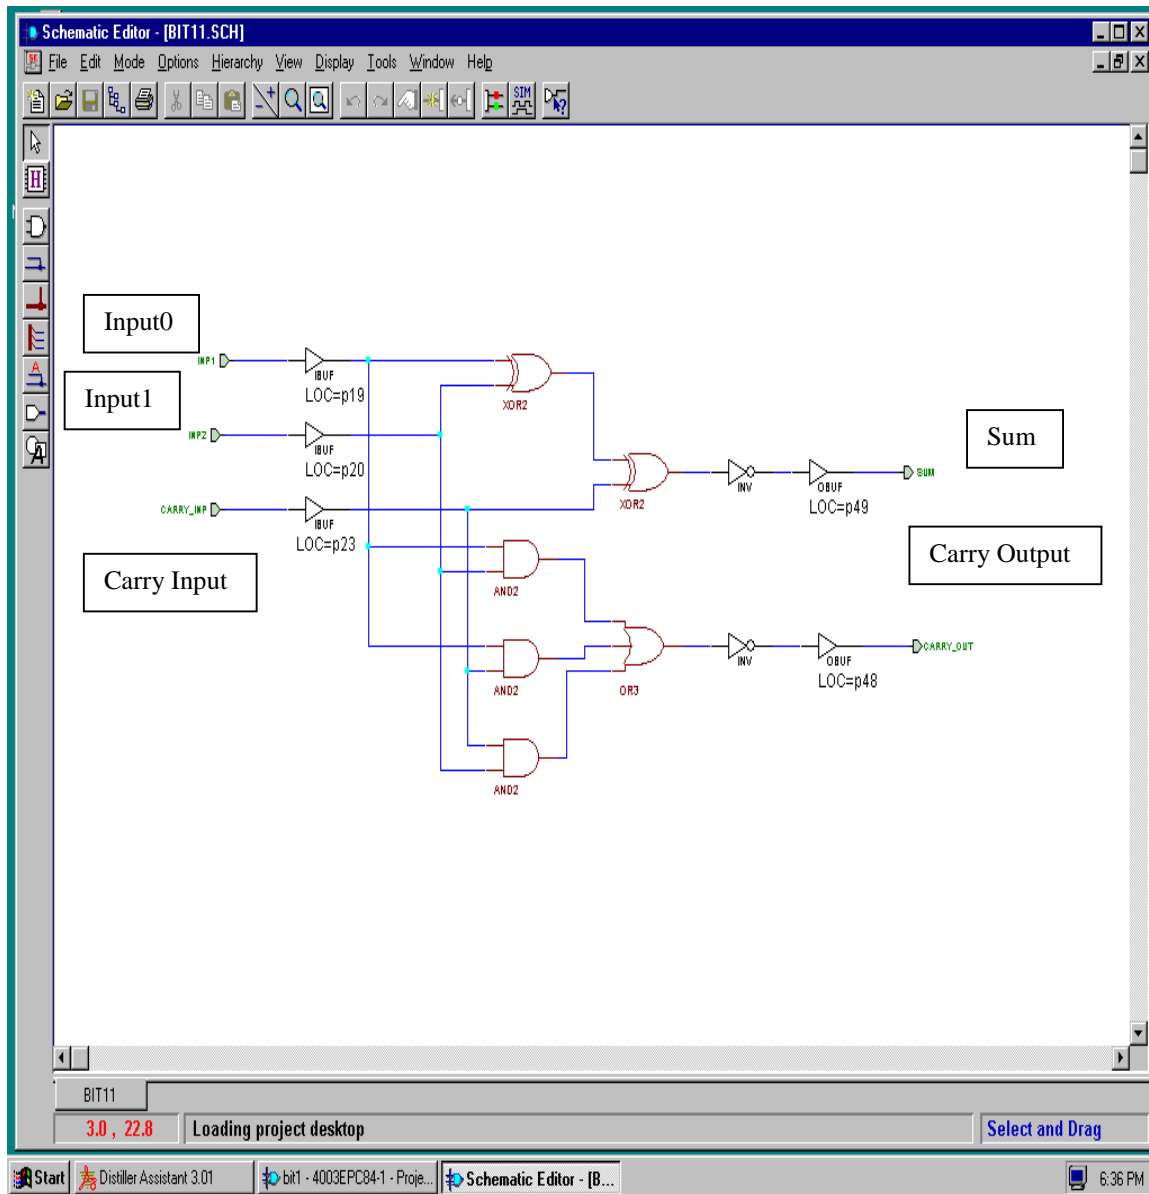 Schematic Editor - [BIT11.SCH]
File Edit Mode Options Hierarchy View Display Tools Window Help
SIM
H
A
A
Input0
INP1
IBUF
LOC=p19
XOR2
Input1
INP2
IBUF
LOC=p20
Sum
XOR2
INV
OBUF
LOC=p49
SUM
CARRY_INP
IBUF
LOC=p23
Carry Input
Carry Output
AND2
AND2
OR3
INV
OBUF
LOC=p48
CARRY_OUT
AND2
BIT11
3.0 , 22.8 Loading project desktop Select and Drag
Start Distiller Assistant 3.01 bit1 - 4003EPC84-1 - Proje... Schematic Editor - [B... 6:36 PM